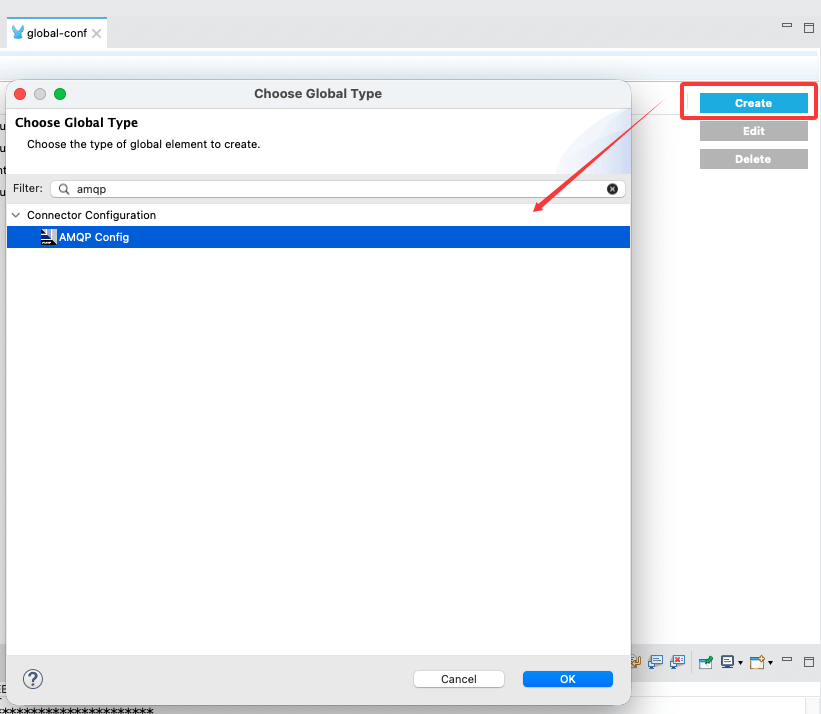 global-conf
Choose Global Type
Create
Choose Global Type
Edit
Choose the type of global element to create.
Delete
Filter: amqp
Connector Configuration
AMQP Config
Cancel
OK
**********************